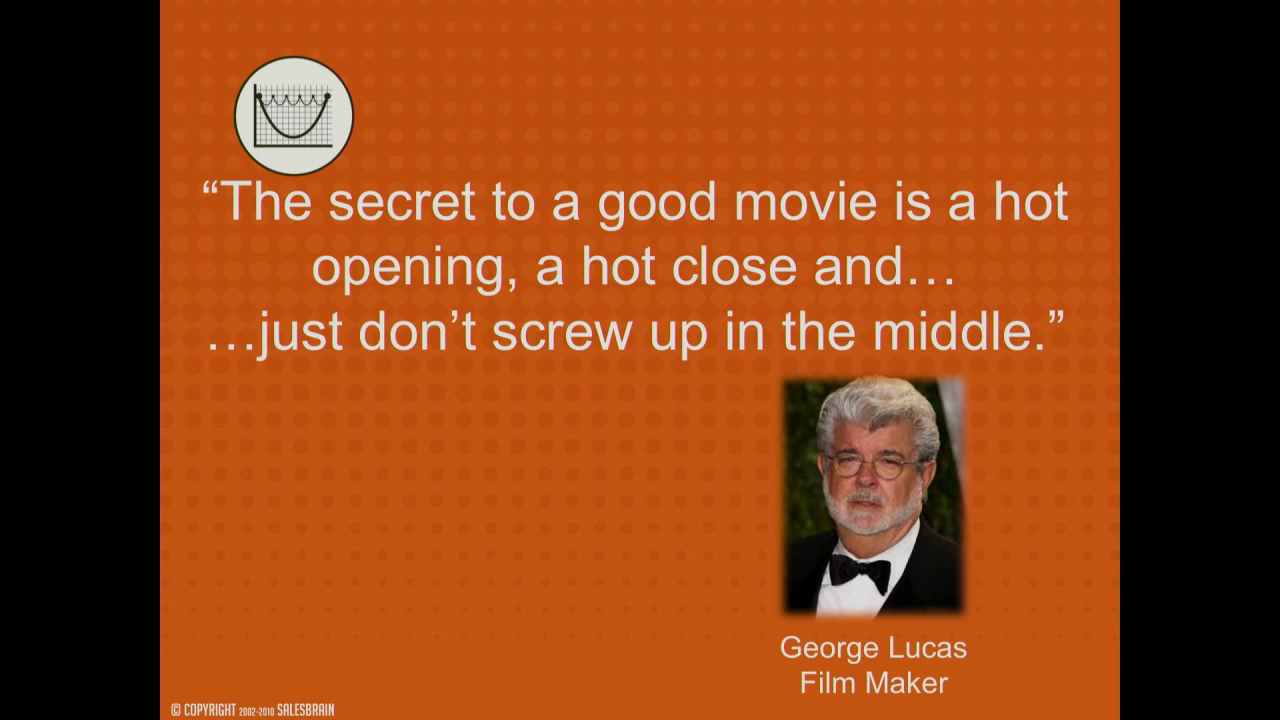 “The secret to a good movie is a hot
opening, a hot close and…
…just don’t screw up in the middle.”
George Lucas
Film Maker
© COPYRIGHT 2002-2010 SALESBRAIN